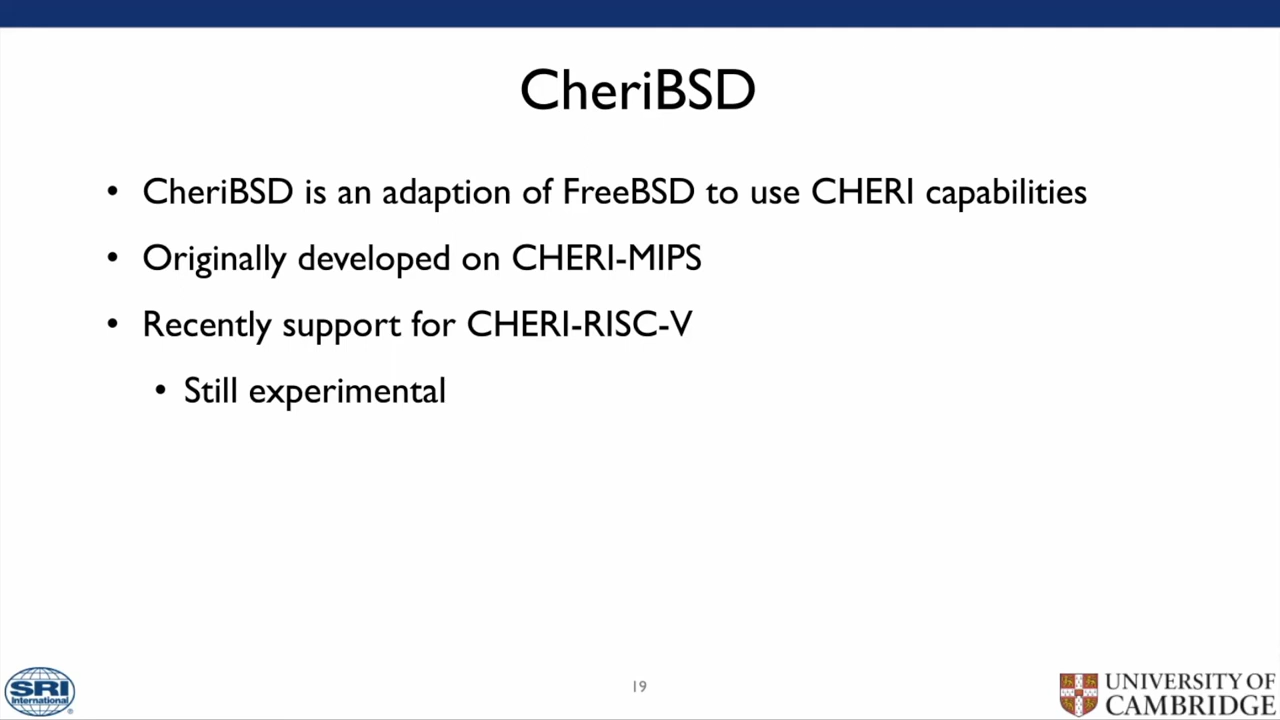 CheriBSD
• CheriBSD is an adaption of FreeBSD to use CHERI capabilities
• Originally developed on CHERI-MIPS
• Recently support for CHERI-RISC-V
• Still experimental
SRI
International®
19
UNIVERSITY OF
CAMBRIDGE